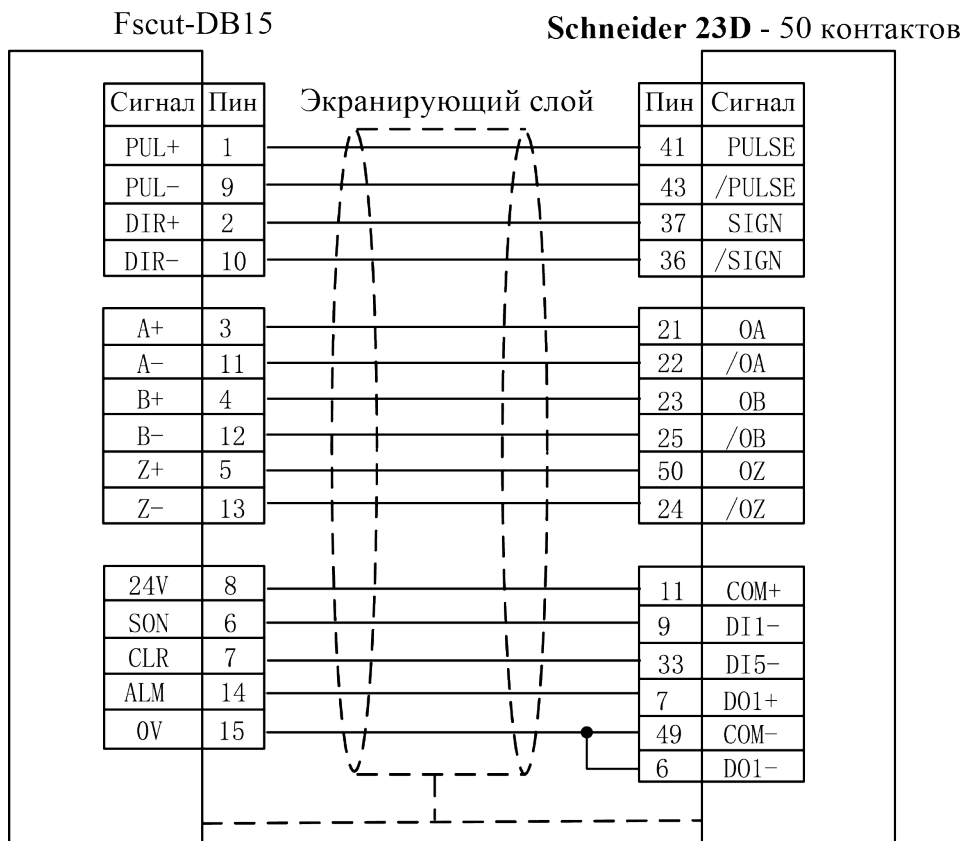 Fscut-DB15 Schneider 23D - 50 контактов
Сигнал Пин Экранирующий слой Пин Сигнал
PUL+ 1 41 PULSE
PUL- 9 43 /PULSE
DIR+ 2 37 SIGN
DIR- 10 36 /SIGN
A+ 3 21 OA
A- 11 22 /OA
B+ 4 23 OB
B- 12 25 /OB
Z+ 5 50 OZ
Z- 13 24 /OZ
24V 8 11 COM+
SON 6 9 DI1-
CLR 7 33 DI5-
ALM 14 7 DO1+
0V 15 49 COM-
6 DO1-